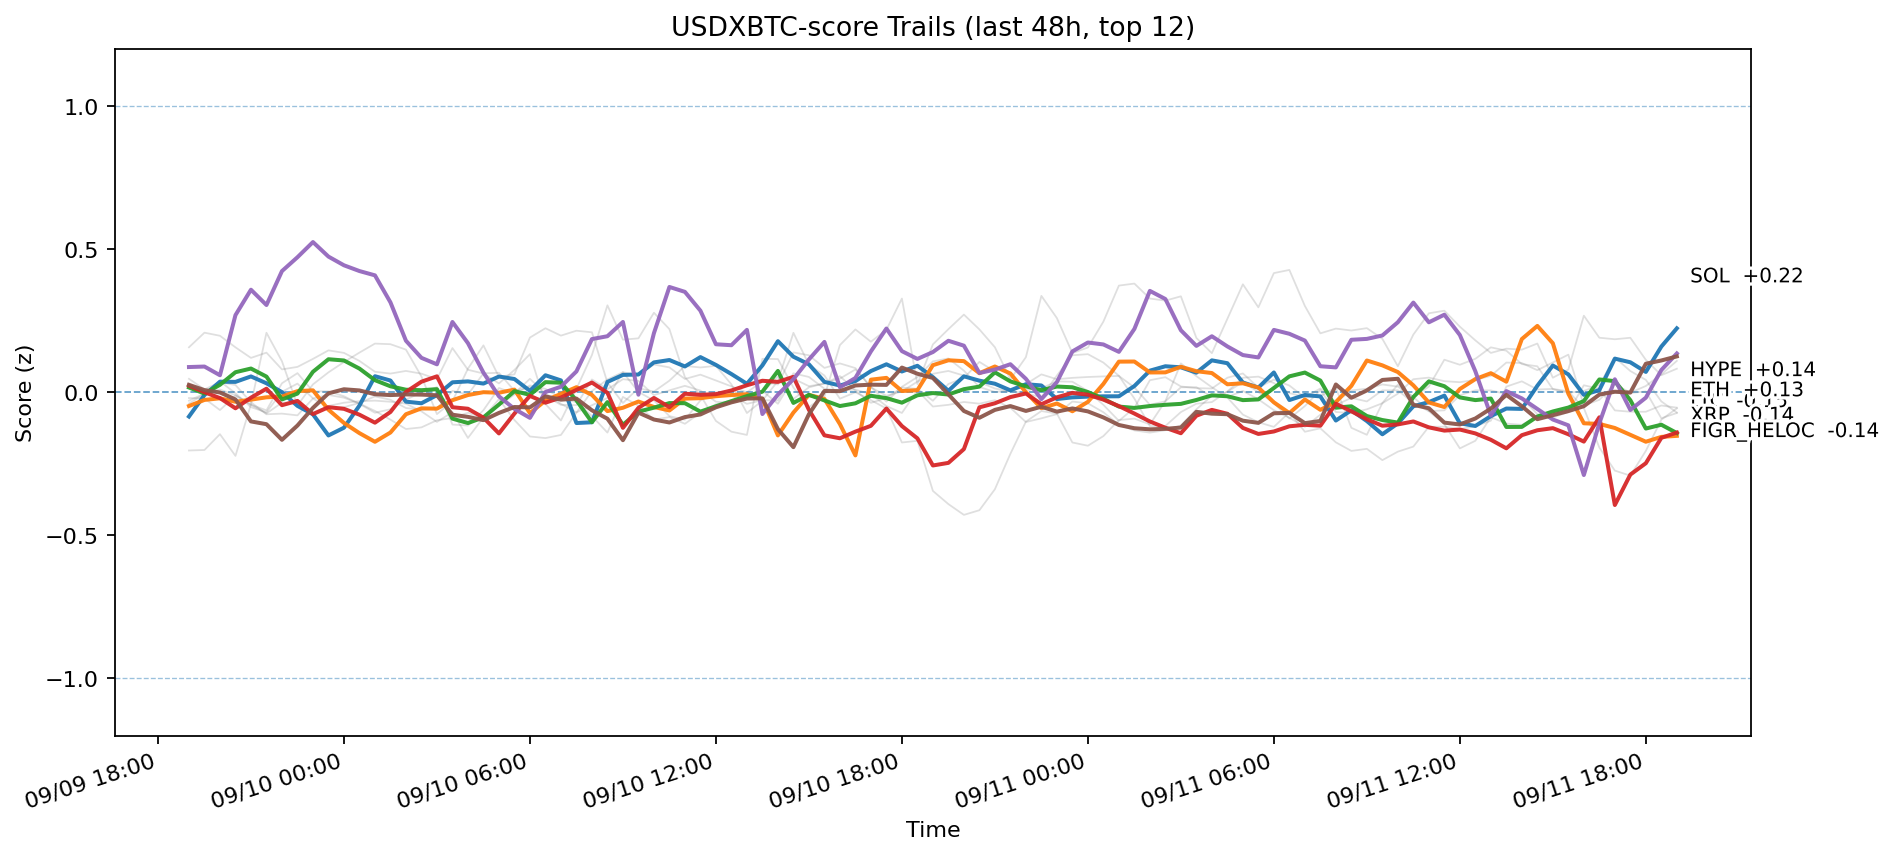 USDXBTC-score Trails (last 48h, top 12)
Score (z)
1.0
0.5
0.0
−0.5
−1.0
SOL +0.22
HYPE +0.14
ETH +0.13
XRP -0.14
FIGR_HELOC -0.14
09/09 18:00
09/10 00:00
09/10 06:00
09/10 12:00
09/10 18:00
09/11 00:00
09/11 06:00
09/11 12:00
09/11 18:00
Time